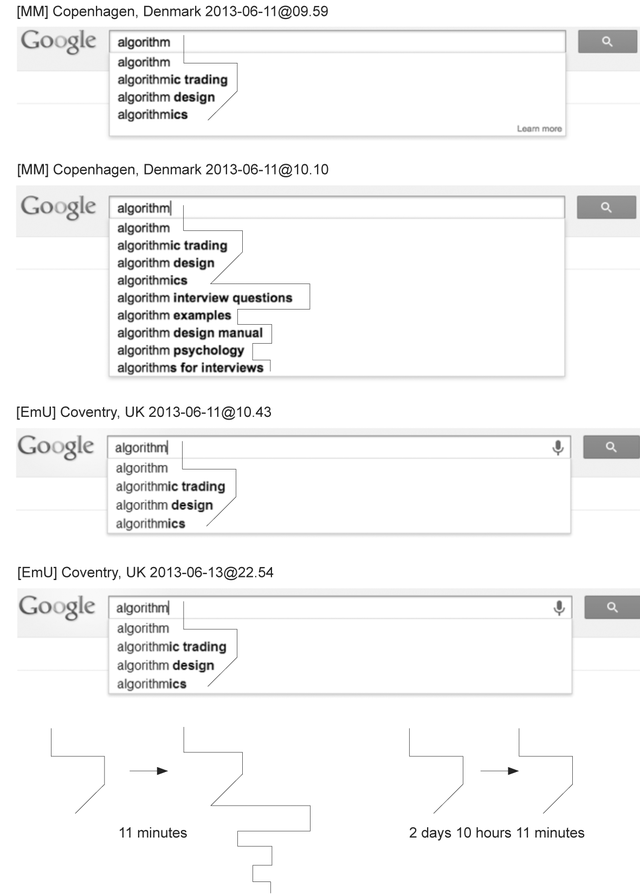 [MM] Copenhagen, Denmark 2013-06-11@09.59
Google algorithm
algorithm
algorithmic trading
algorithm design
algorithmics
Learn more
[MM] Copenhagen, Denmark 2013-06-11@10.10
Google algorithm
algorithm
algorithmic trading
algorithm design
algorithmics
algorithm interview questions
algorithm examples
algorithm design manual
algorithm psychology
algorithms for interviews
[EmU] Coventry, UK 2013-06-11@10.43
Google algorithm
algorithm
algorithmic trading
algorithm design
algorithmics
[EmU] Coventry, UK 2013-06-13@22.54
Google algorithm
algorithm
algorithmic trading
algorithm design
algorithmics
11 minutes
2 days 10 hours 11 minutes